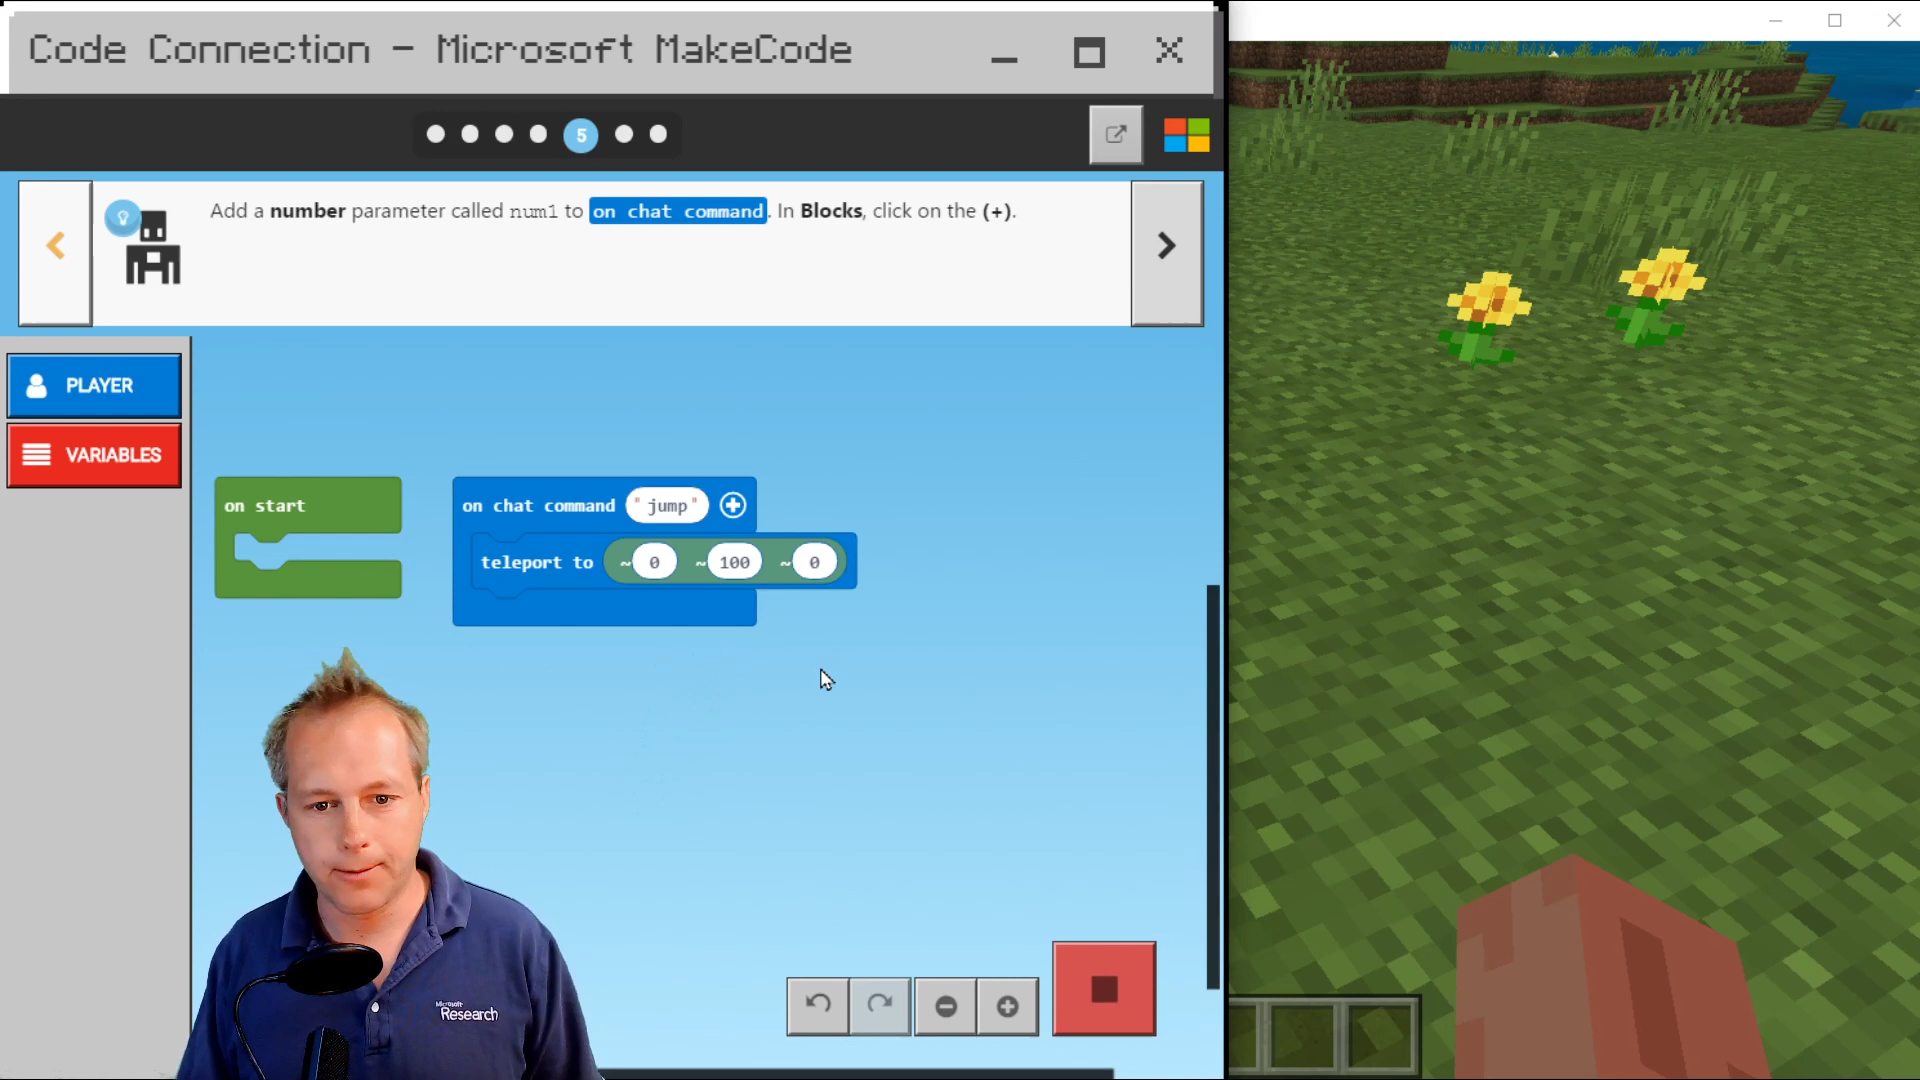 Code Connection - Microsoft MakeCode
5
Add a number parameter called num1 to on chat command. In Blocks, click on the (+).
PLAYER
VARIABLES
on start
on chat command "jump"
teleport to ~0 ~100 ~0
Microsoft
Research